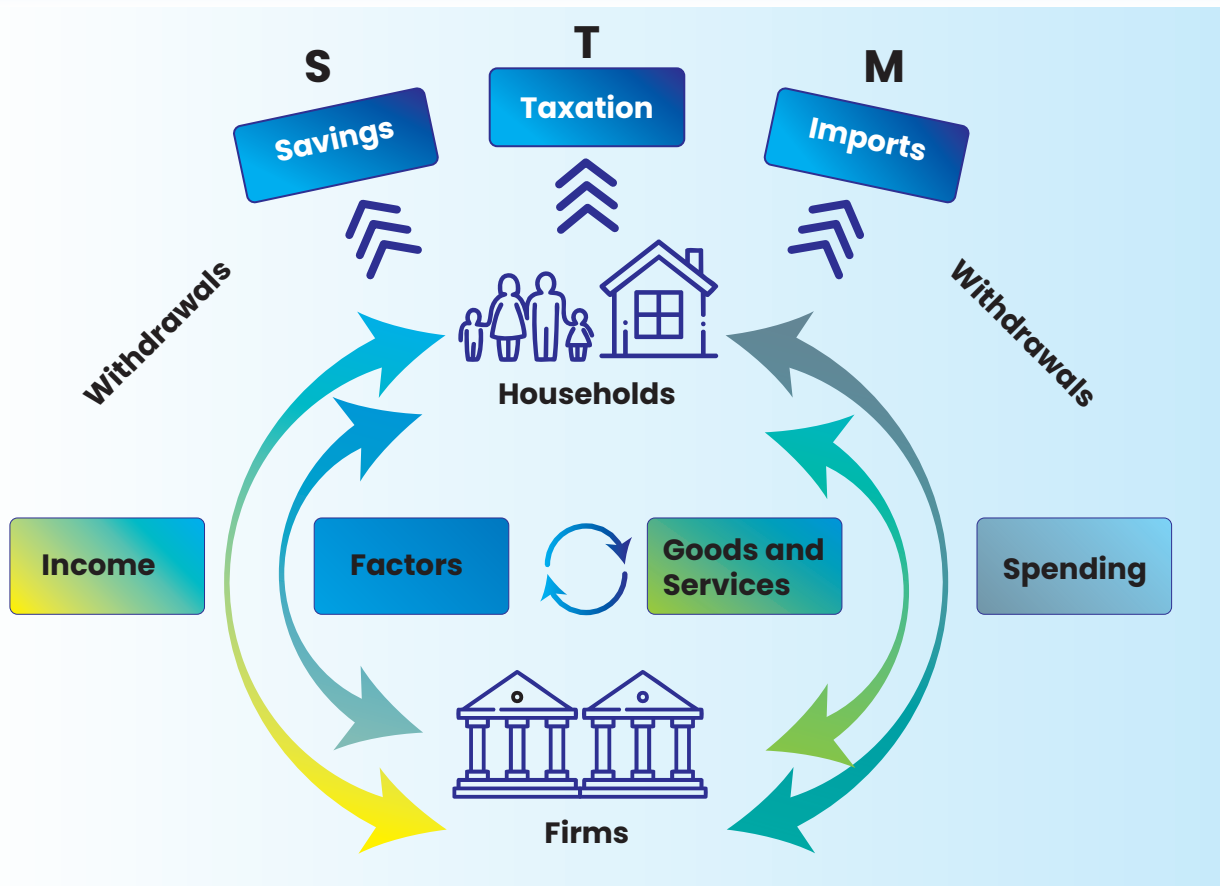 S
T
M
Savings
Taxation
Imports
Withdrawals
Withdrawals
Households
Income
Factors
Goods and
Services
Spending
Firms